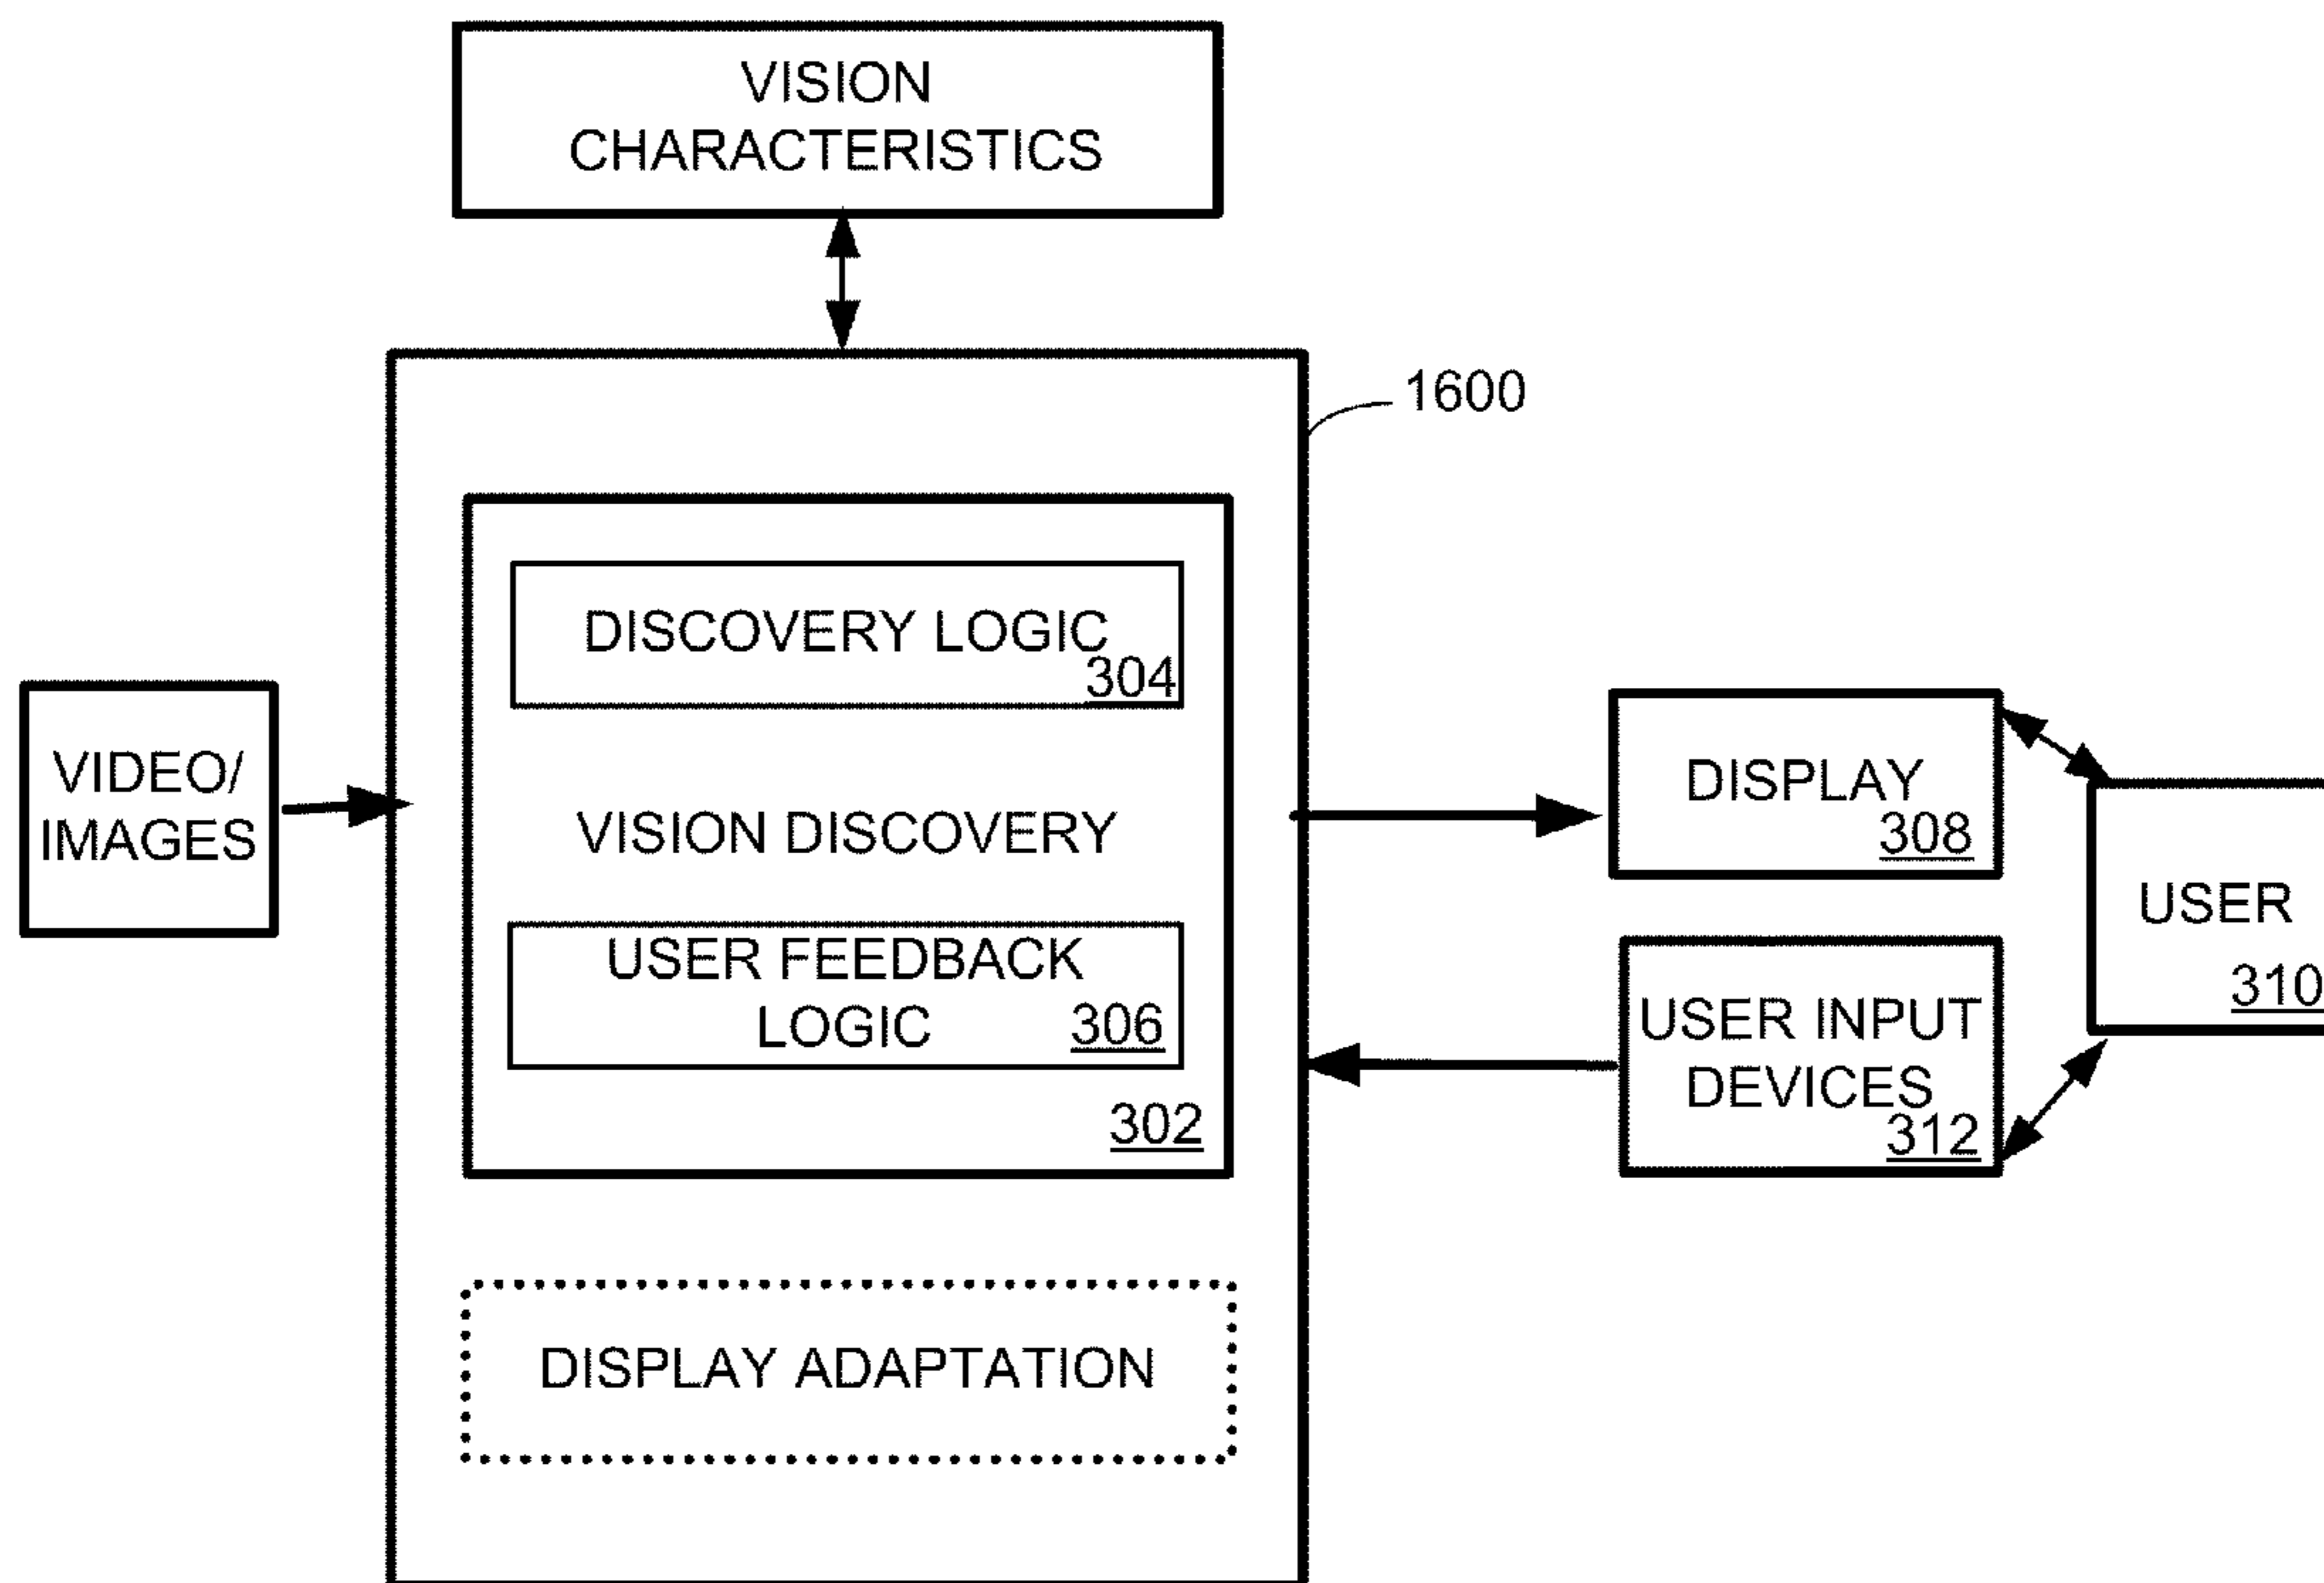 VISION
CHARACTERISTICS
1600
DISCOVERY LOGIC
304
VIDEO/
IMAGES
VISION DISCOVERY
USER FEEDBACK
LOGIC
306
302
DISPLAY ADAPTATION
DISPLAY
308
USER
310
USER INPUT
DEVICES
312